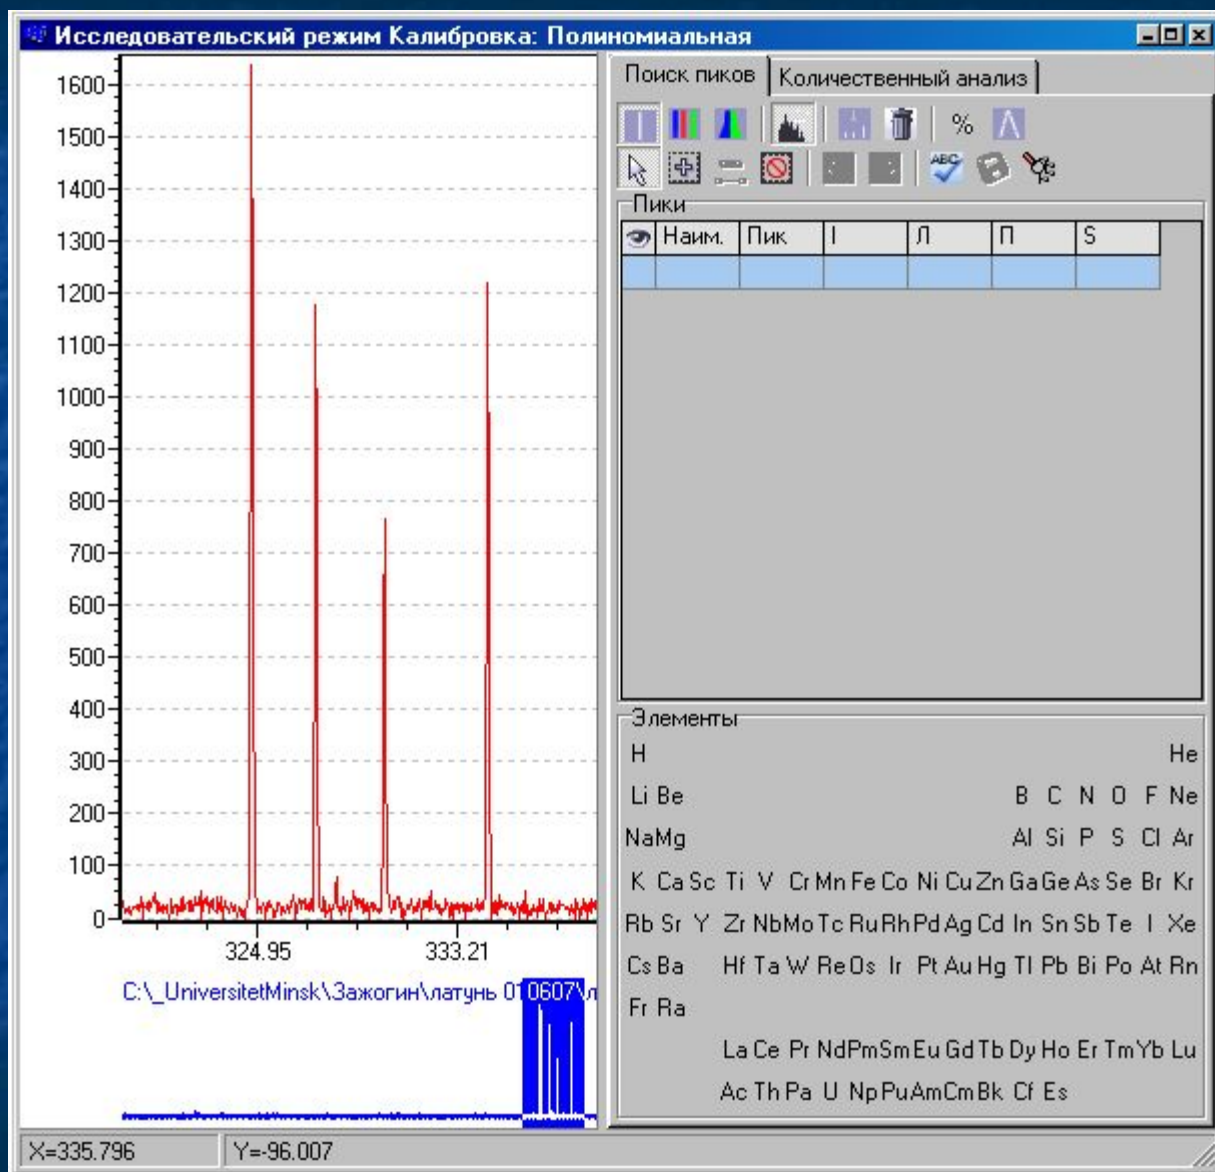 Исследовательский режим Калибровка: Полиномиальная
Поиск пиков Количественный анализ
%
ABC
Пики
Наим. Пик I Л П S
1600
1500
1400
1300
1200
1100
1000
900
800
700
600
500
400
300
200
100
0
324.95 333.21
C:\_UniversitetMinsk\Зажогин\латунь 010607\л
Элементы
H He
Li Be B C N O F Ne
Na Mg Al Si P S Cl Ar
K Ca Sc Ti V Cr Mn Fe Co Ni Cu Zn Ga Ge As Se Br Kr
Rb Sr Y Zr Nb Mo Tc Ru Rh Pd Ag Cd In Sn Sb Te I Xe
Cs Ba Hf Ta W Re Os Ir Pt Au Hg Tl Pb Bi Po At Rn
Fr Ra
La Ce Pr Nd Pm Sm Eu Gd Tb Dy Ho Er Tm Yb Lu
Ac Th Pa U Np Pu Am Cm Bk Cf Es
X=335.796 Y=-96.007